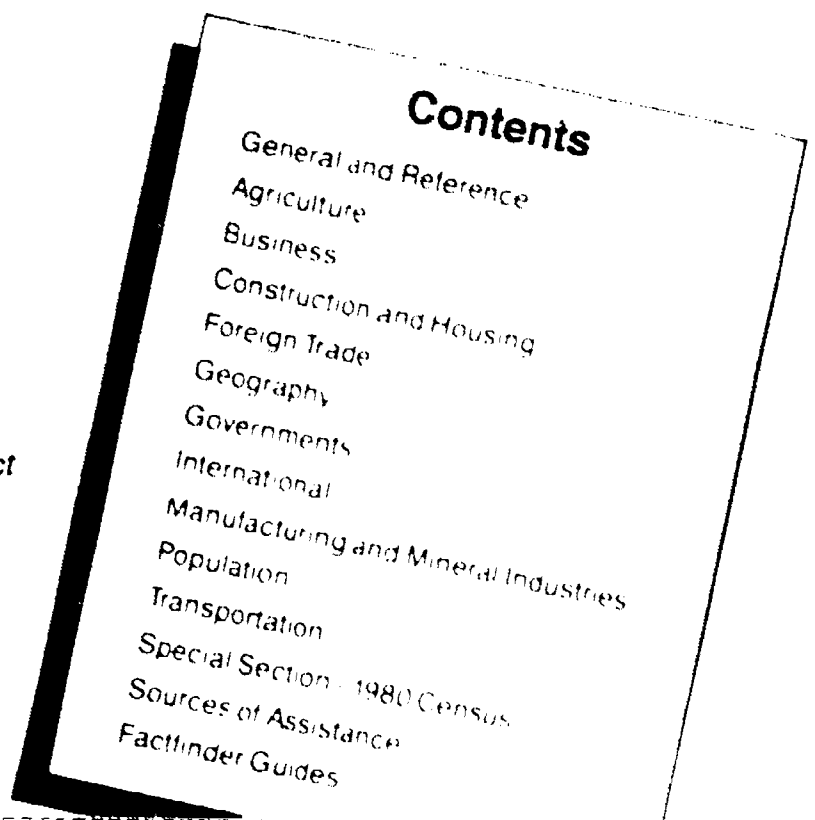 Contents
General and Reference
Agriculture
Business
Construction and Housing
Foreign Trade
Geography
Governments
International
ct
Manufacturing and Mineral Industries
Population
Transportation
Special Section - 1980 Census
Sources of Assistance
Factfinder Guides